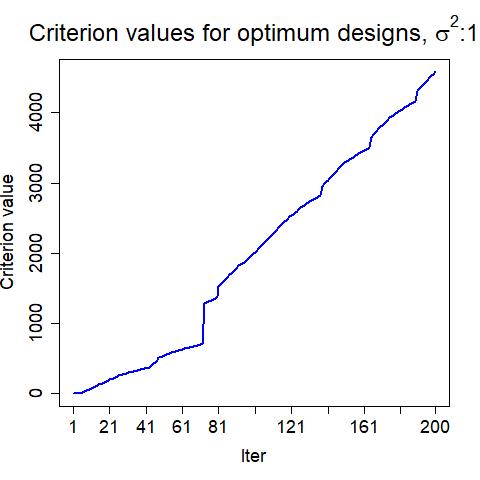 Criterion values for optimum designs, σ²:1
Criterion value
4000
3000
2000
1000
0
1 21 41 61 81 121 161 200
Iter